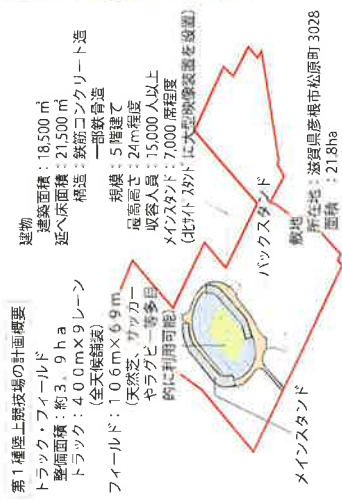 第1種陸上競技場の計画概要
トラック・フィールド
整備面積：約3．9ha
トラック：400m×9レーン
（全天候舗装）
フィールド：106m×69m
（天然芝、サッカー
やラグビー等多目
的に利用可能）
建物
建築面積：18,500㎡
延べ床面積：21,500㎡
構造：鉄筋コンクリート造
一部鉄骨造
規模：5階建て
最高高さ：24m程度
収容人員：15,000人以上
メインスタンド：7,000席程度
（北サイドスタンドに大型映像装置を設置）
バックスタンド
メインスタンド
敷地
所在地：滋賀県彦根市松原町3028
面積：21.8ha